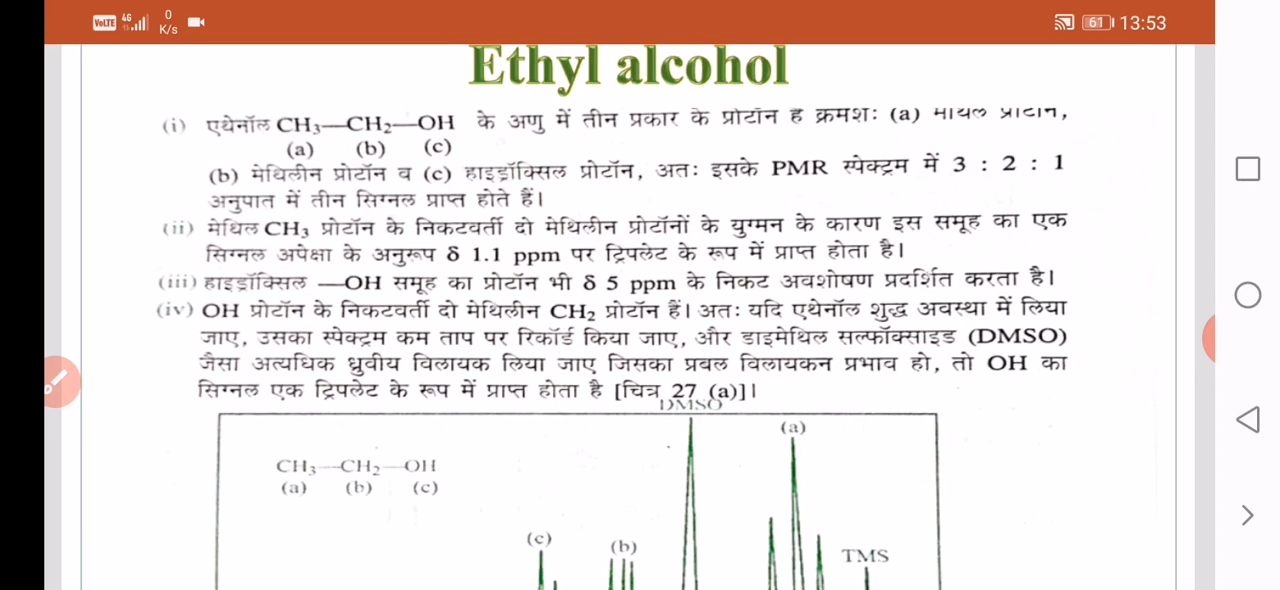 VoLTE 4G 0 K/s 61 13:53
Ethyl alcohol
(i) एथेनॉल CH₃—CH₂—OH के अणु में तीन प्रकार के प्रोटॉन हैं क्रमशः (a)
(a) (b) (c)
(b) मेथिलीन प्रोटॉन व (c) हाइड्रॉक्सिल प्रोटॉन, अतः इसके PMR स्पेक्ट्रम में 3 : 2 : 1
अनुपात में तीन सिग्नल प्राप्त होते हैं।
(ii) मेथिल CH₃ प्रोटॉन के निकटवर्ती दो मेथिलीन प्रोटॉनों के युग्मन के कारण इस समूह का एक
सिग्नल अपेक्षा के अनुरूप δ 1.1 ppm पर ट्रिपलेट के रूप में प्राप्त होता है।
(iii) हाइड्रॉक्सिल —OH समूह का प्रोटॉन भी δ 5 ppm के निकट अवशोषण प्रदर्शित करता है।
(iv) OH प्रोटॉन के निकटवर्ती दो मेथिलीन CH₂ प्रोटॉन हैं। अतः यदि एथेनॉल शुद्ध अवस्था में लिया
जाए, उसका स्पेक्ट्रम कम ताप पर रिकॉर्ड किया जाए, और डाइमेथिल सल्फॉक्साइड (DMSO)
जैसा अत्यधिक ध्रुवीय विलायक लिया जाए जिसका प्रबल विलायकन प्रभाव हो, तो OH का
सिग्नल एक ट्रिपलेट के रूप में प्राप्त होता है [चित्र 27 (a)]।
DMSO
(a)
CH₃—CH₂—OH
(a) (b) (c)
(c)
(b)
TMS